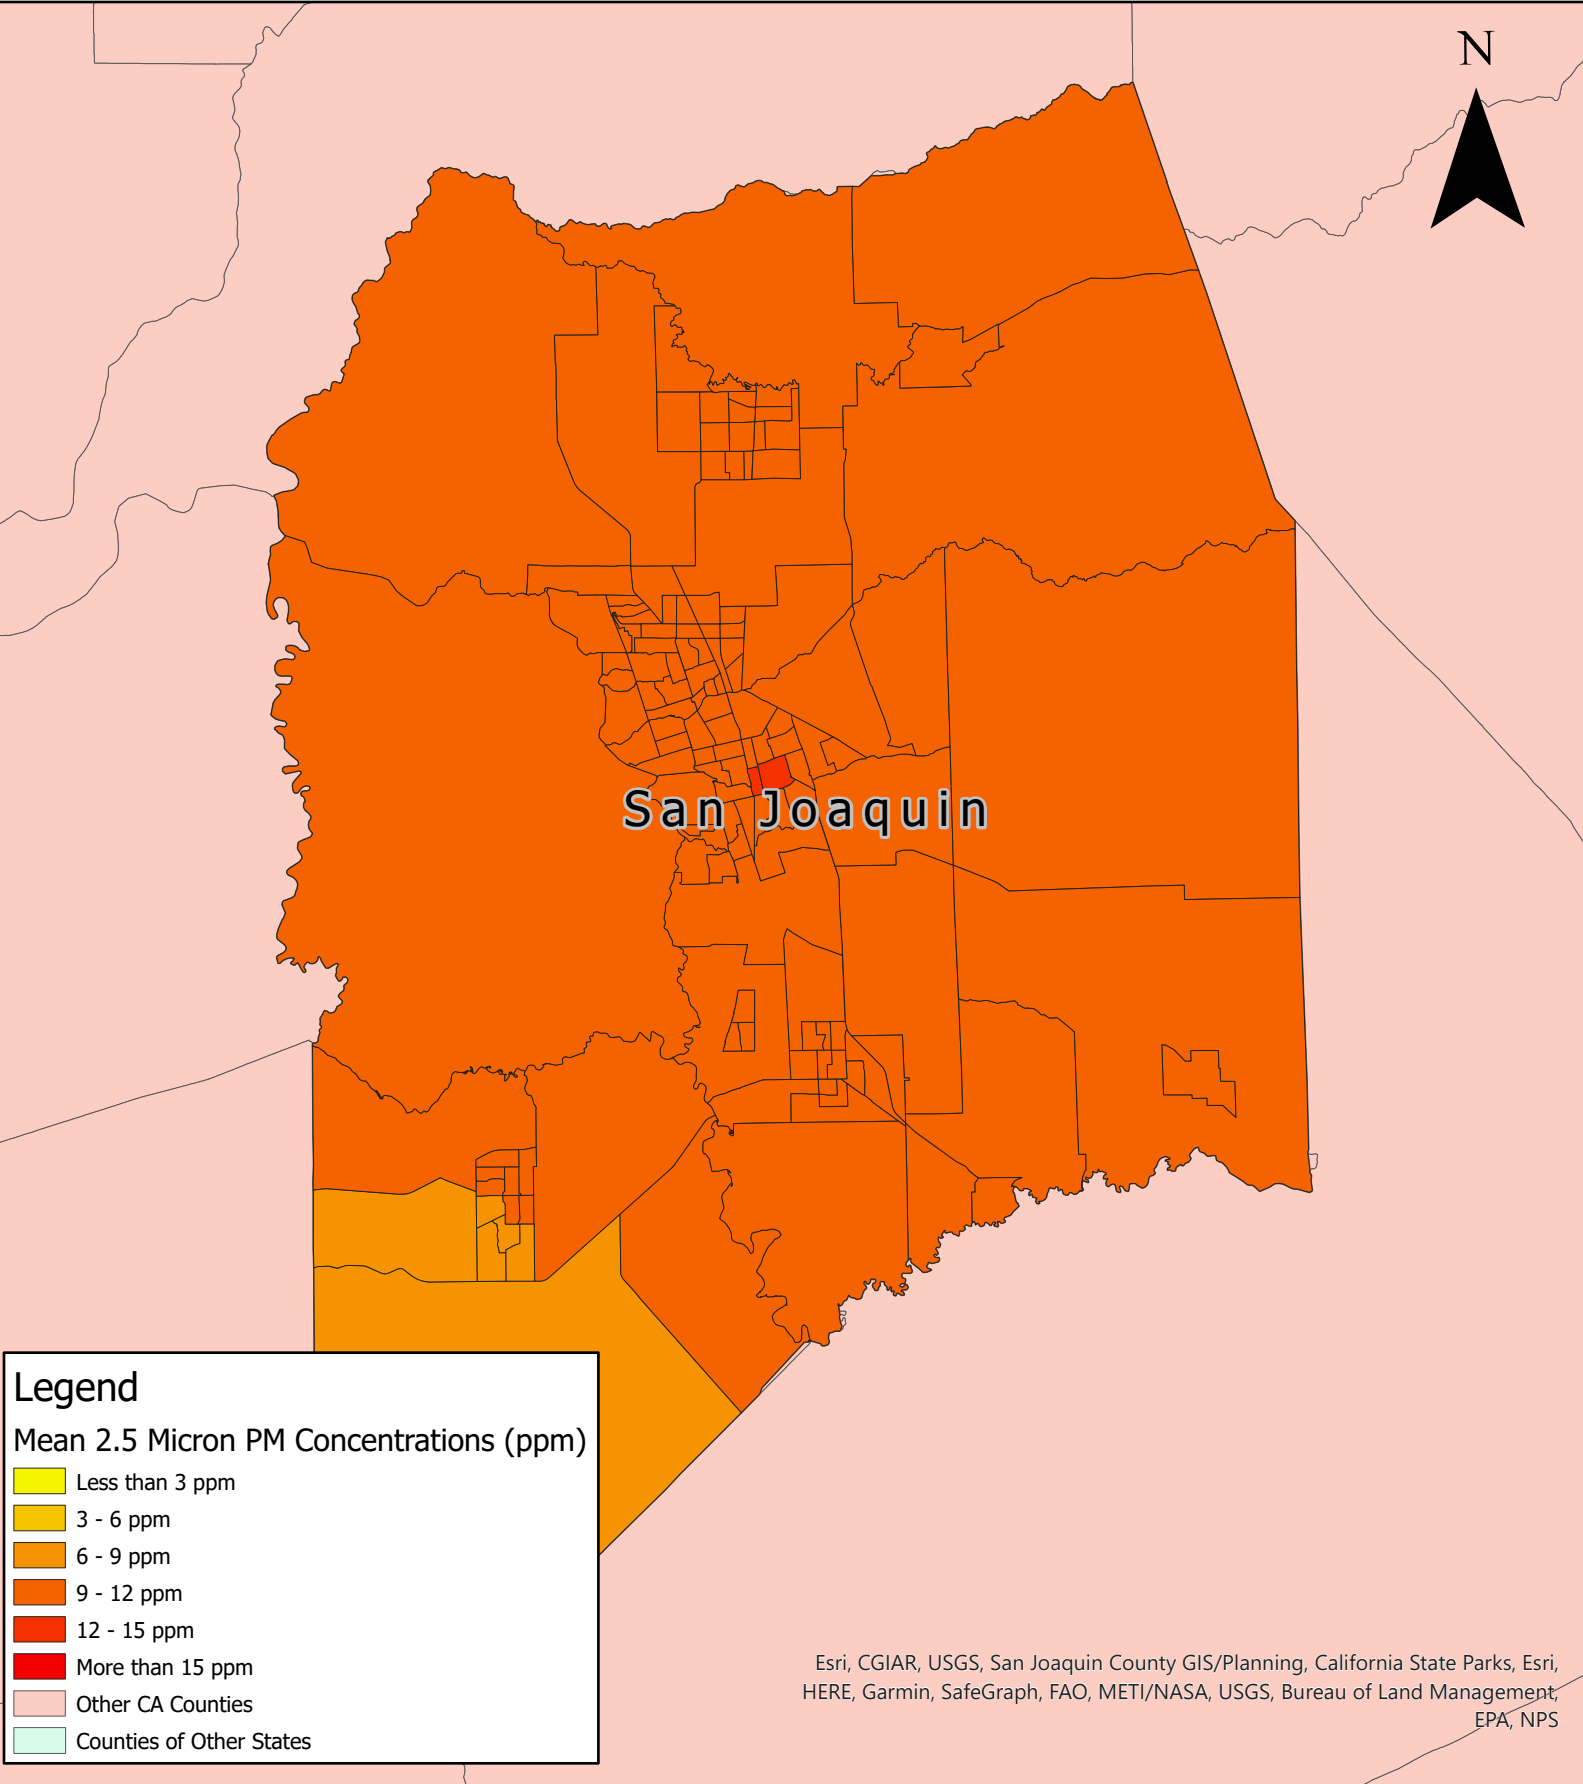 N
San Joaquin
Legend
Mean 2.5 Micron PM Concentrations (ppm)
Less than 3 ppm
3 - 6 ppm
6 - 9 ppm
9 - 12 ppm
12 - 15 ppm
More than 15 ppm
Other CA Counties
Counties of Other States
Esri, CGIAR, USGS, San Joaquin County GIS/Planning, California State Parks, Esri,
HERE, Garmin, SafeGraph, FAO, METI/NASA, USGS, Bureau of Land Management,
EPA, NPS